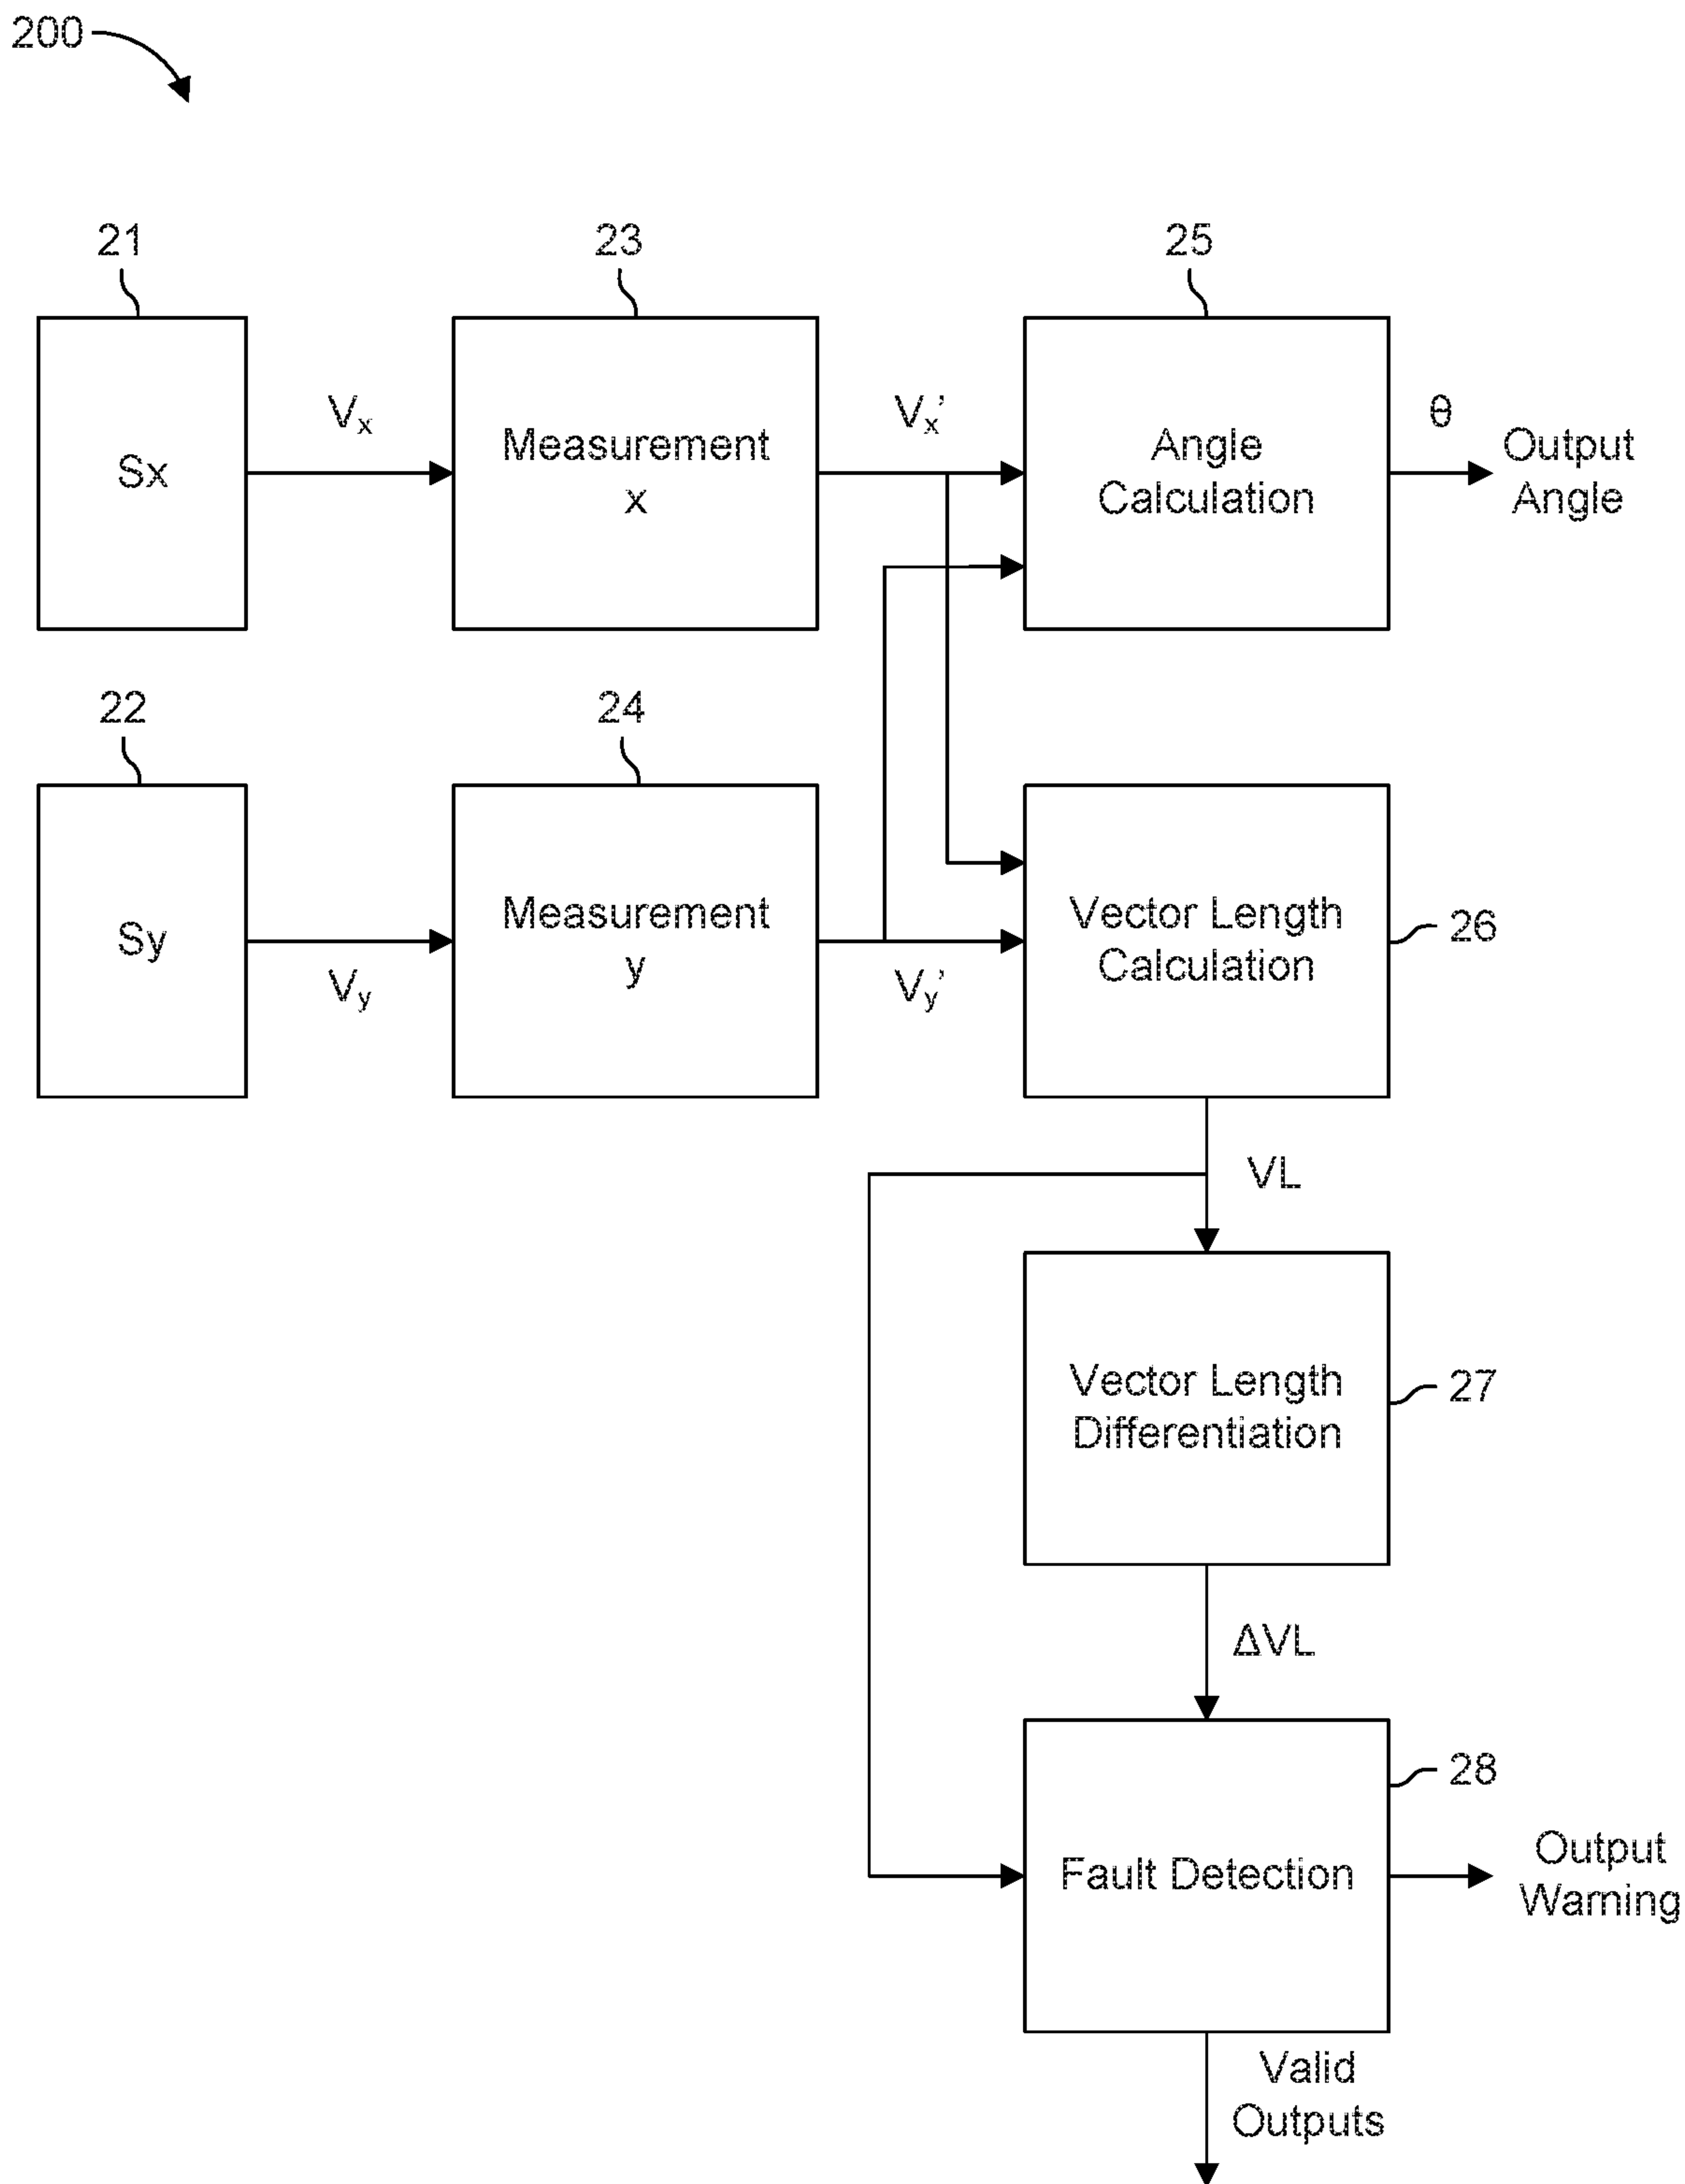 200
21
23
25
Sx
Vx
Measurement
x
Vx’
Angle
Calculation
θ
Output
Angle
22
24
Sy
Vy
Measurement
y
Vy’
Vector Length
Calculation
26
VL
Vector Length
Differentiation
27
ΔVL
Fault Detection
28
Output
Warning
Valid
Outputs